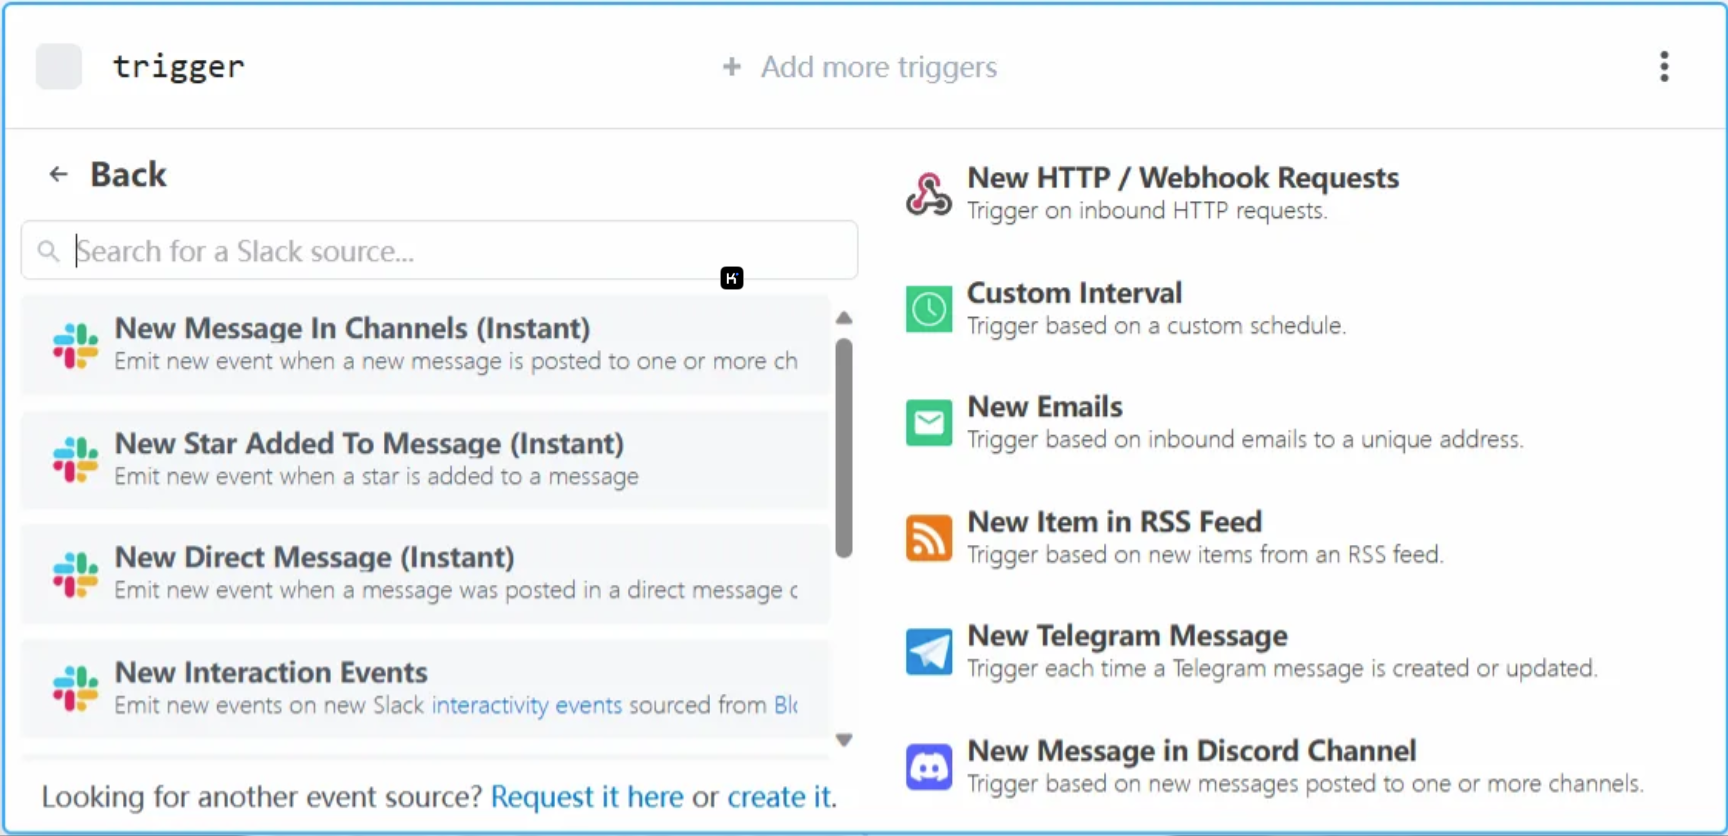 trigger
+ Add more triggers
← Back
Search for a Slack source...
New Message In Channels (Instant)
Emit new event when a new message is posted to one or more ch
New Star Added To Message (Instant)
Emit new event when a star is added to a message
New Direct Message (Instant)
Emit new event when a message was posted in a direct message c
New Interaction Events
Emit new events on new Slack interactivity events sourced from Blo
Looking for another event source? Request it here or create it.
New HTTP / Webhook Requests
Trigger on inbound HTTP requests.
Custom Interval
Trigger based on a custom schedule.
New Emails
Trigger based on inbound emails to a unique address.
New Item in RSS Feed
Trigger based on new items from an RSS feed.
New Telegram Message
Trigger each time a Telegram message is created or updated.
New Message in Discord Channel
Trigger based on new messages posted to one or more channels.